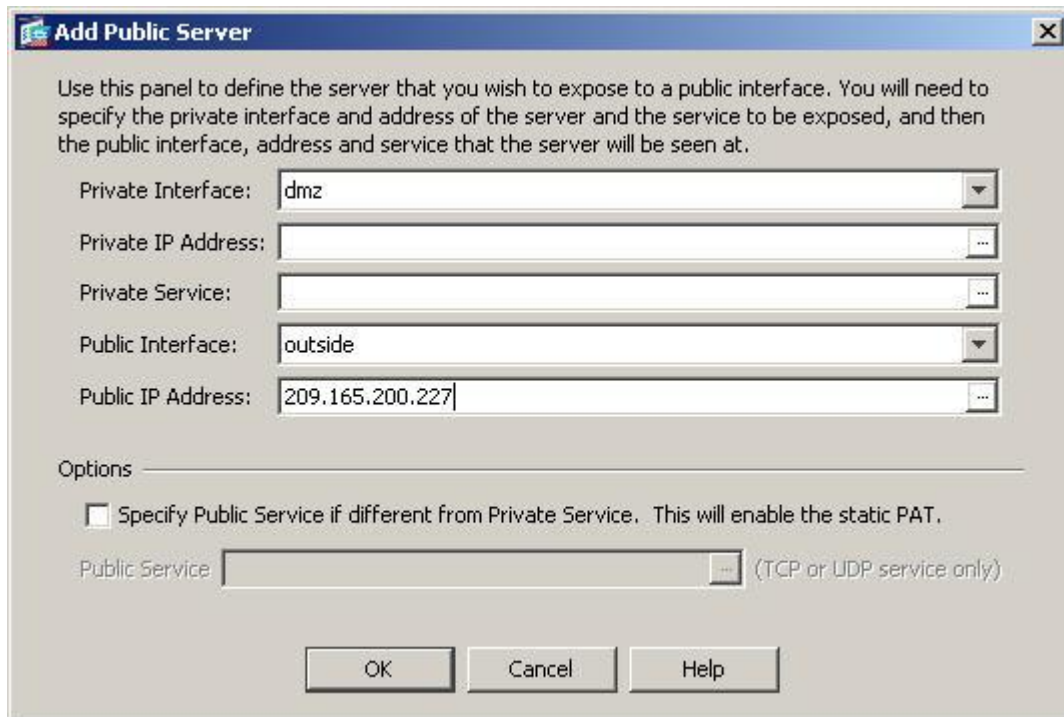 Add Public Server
Use this panel to define the server that you wish to expose to a public interface. You will need to
specify the private interface and address of the server and the service to be exposed, and then
the public interface, address and service that the server will be seen at.
Private Interface: dmz
Private IP Address: ...
Private Service: ...
Public Interface: outside
Public IP Address: 209.165.200.227 ...
Options
Specify Public Service if different from Private Service. This will enable the static PAT.
Public Service ... (TCP or UDP service only)
OK Cancel Help